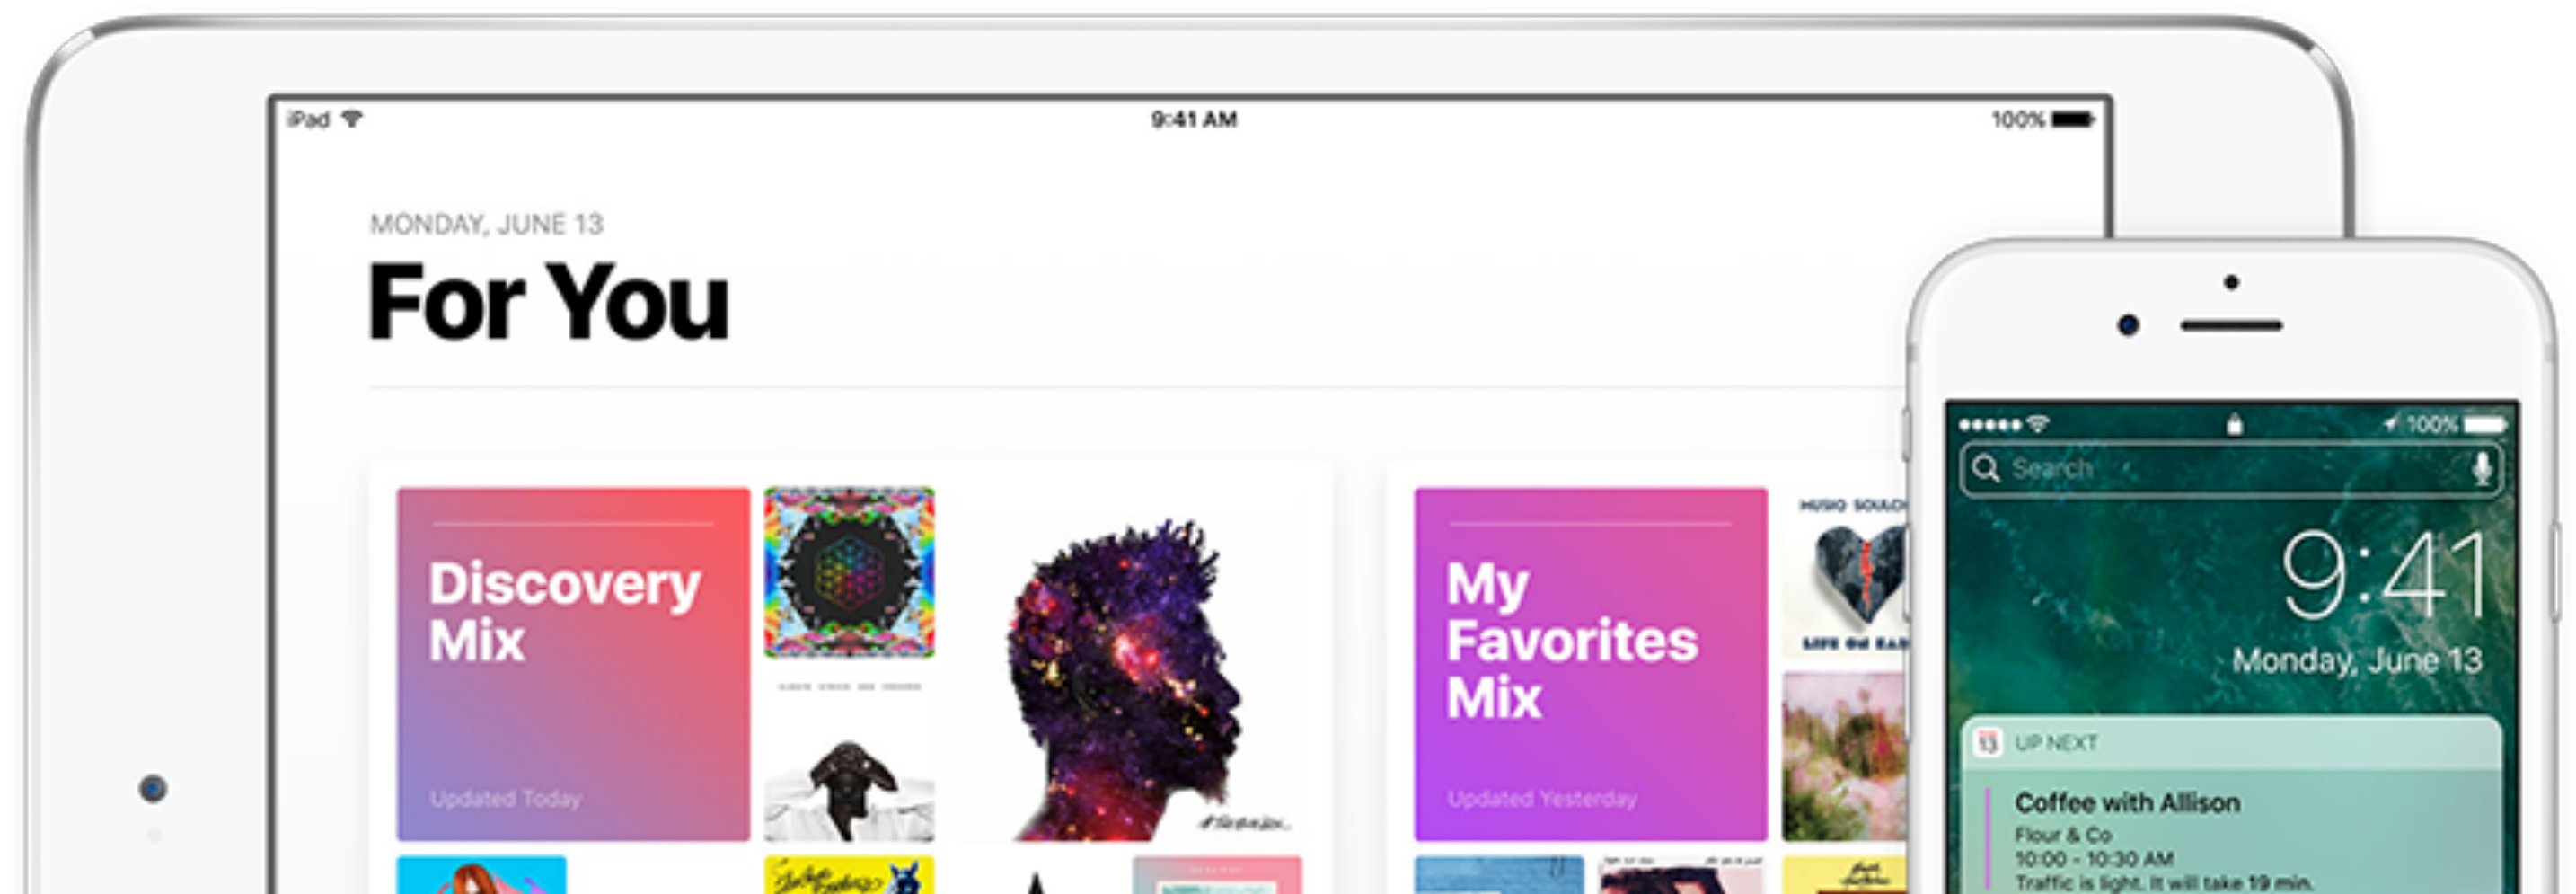 iPad
9:41 AM
100%
MONDAY, JUNE 13
For You
Discovery
Mix
Updated Today
My
Favorites
Mix
Updated Yesterday
100%
Search
9:41
Monday, June 13
13
UP NEXT
Coffee with Allison
Flour & Co
10:00 - 10:30 AM
Traffic is light. It will take 19 min.